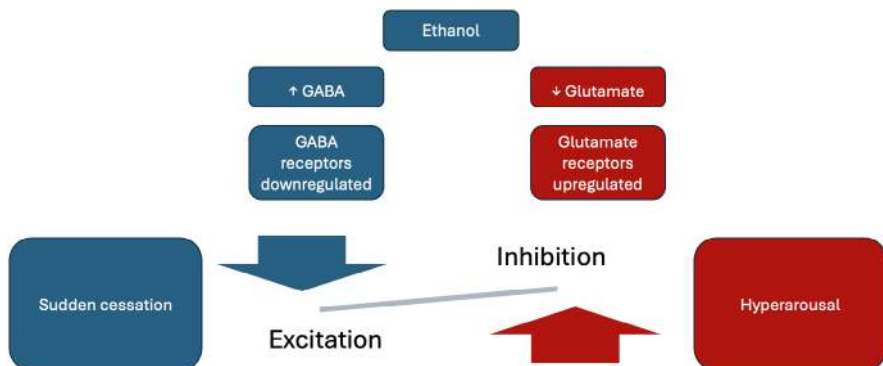 Ethanol
↑ GABA
↓ Glutamate
GABA
receptors
downregulated
Glutamate
receptors
upregulated
Inhibition
Sudden cessation
Hyperarousal
Excitation